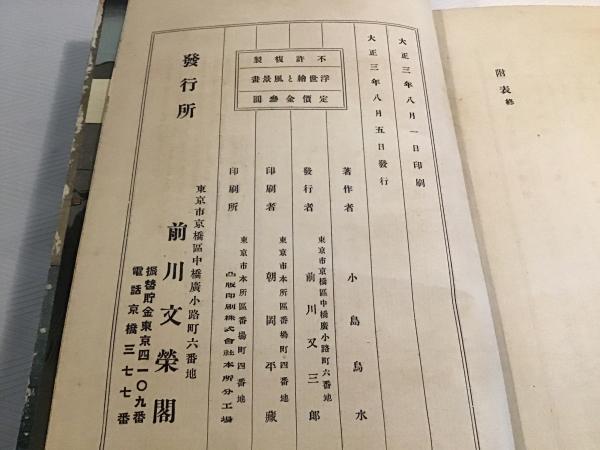 附表終
大正三年八月一日印刷
大正三年八月五日發行
不許複製
浮世繪と風景畫
定價金參圓
著作者 小島烏水
東京市京橋區中橋廣小路町六番地
發行者 前川又三郎
東京市本所區番場町四番地
印刷者 朝岡平藏
東京市本所區番場町四番地
印刷所 凸版印刷株式會社本所分工場
發行所
東京市京橋區中橋廣小路町六番地
前川文榮閣
振替貯金東京四一〇九番
電話京橋三七七番